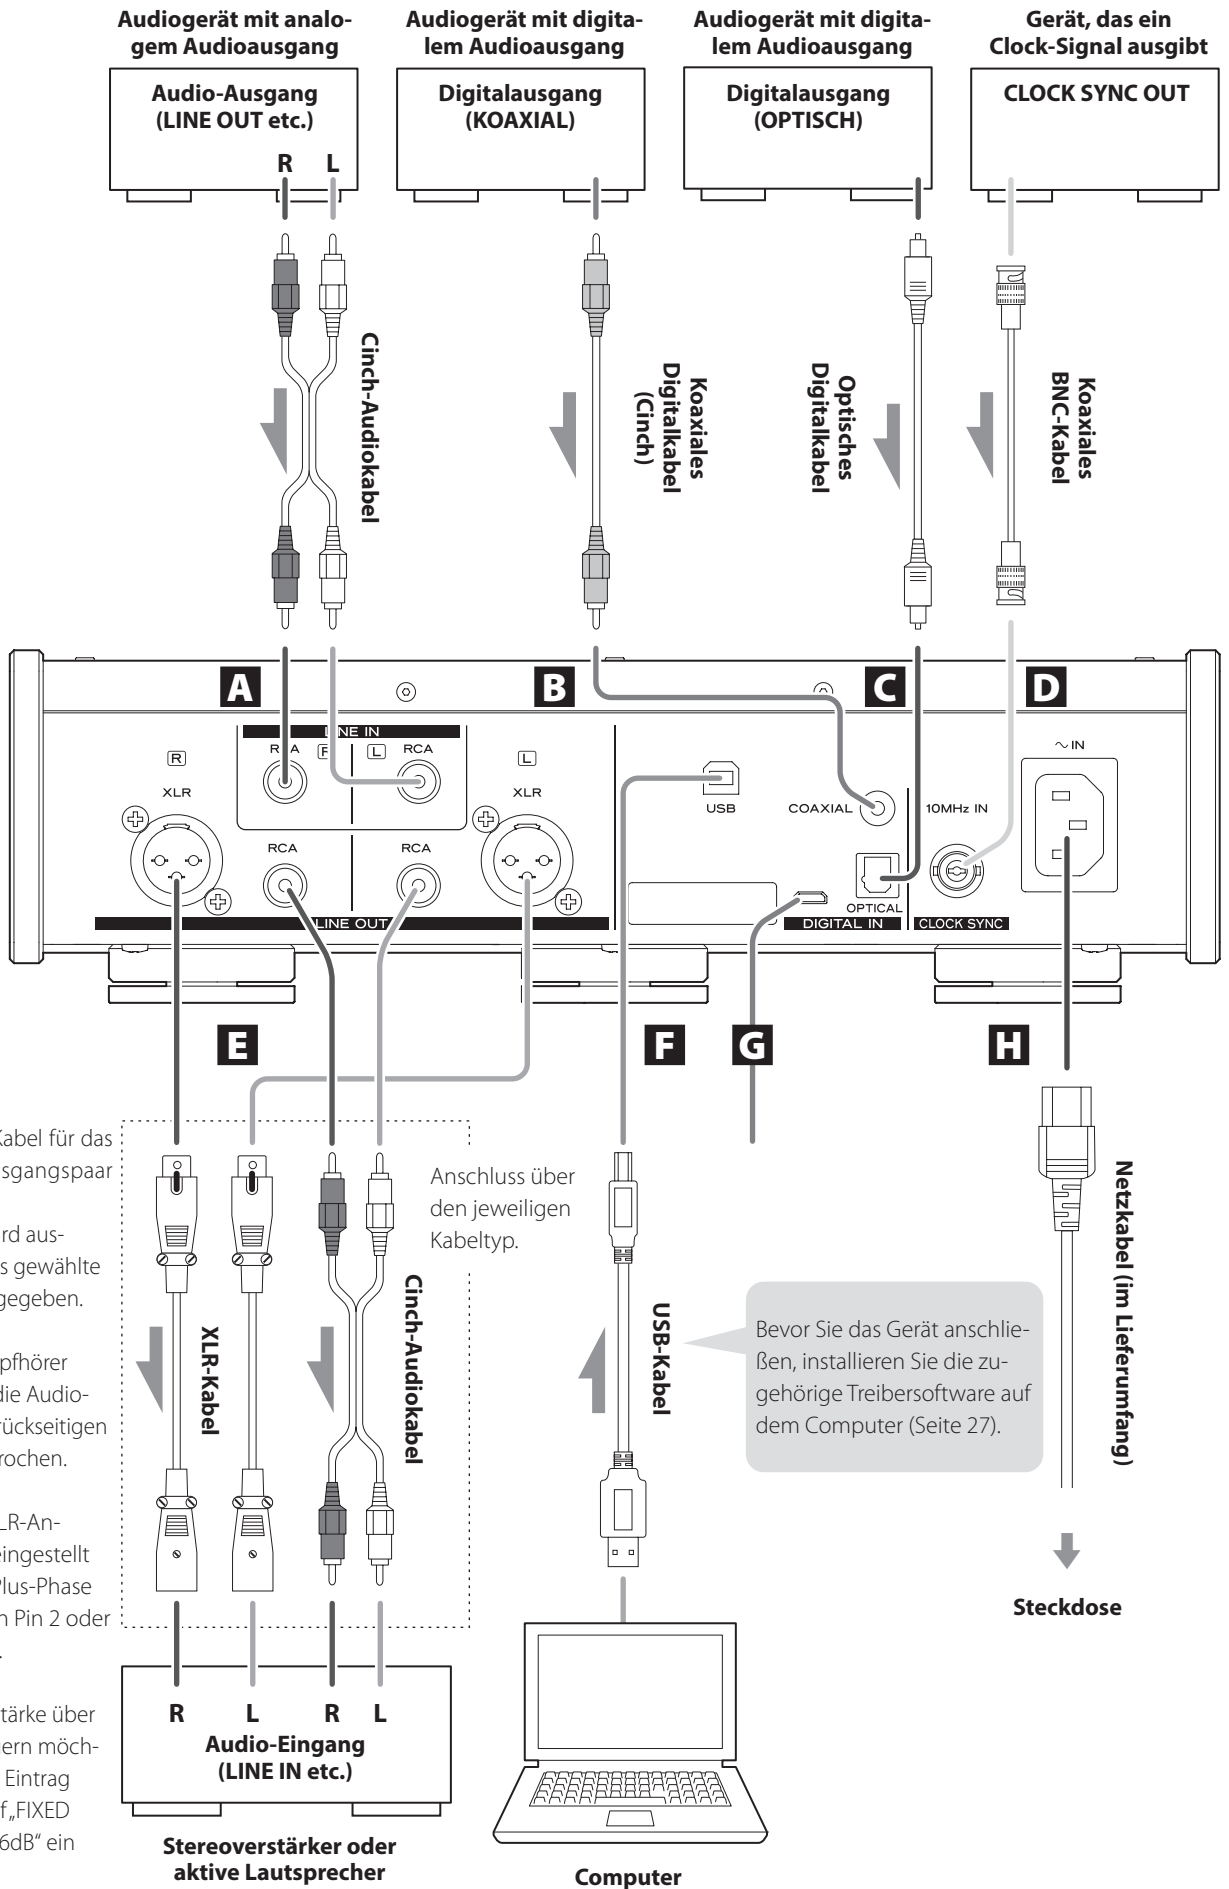 Audiogerät mit analo-
gem Audioausgang
Audiogerät mit digita-
lem Audioausgang
Audiogerät mit digita-
lem Audioausgang
Gerät, das ein
Clock-Signal ausgibt
Audio-Ausgang
(LINE OUT etc.)
R L
Digitalausgang
(KOAXIAL)
Digitalausgang
(OPTISCH)
CLOCK SYNC OUT
Cinch-Audiokabel
Koaxiales
Digitalkabel
(Cinch)
Optisches
Digitalkabel
Koaxiales
BNC-Kabel
A
B
C
D
LINE IN
R
XLR
RCA
R
L
RCA
L
XLR
RCA
RCA
LINE OUT
USB
COAXIAL
OPTICAL
DIGITAL IN
10MHz IN
CLOCK SYNC
~ IN
E
F
G
H
Kabel für das
sgangspaar
rd aus-
s gewählte
gegeben.
pfhörer
die Audio-
rückseitigen
rochen.
LR-An-
eingestellt
Plus-Phase
n Pin 2 oder
.
tärke über
ern möch-
Eintrag
f „FIXED
6dB“ ein
XLR-Kabel
Cinch-Audiokabel
Anschluss über
den jeweiligen
Kabeltyp.
USB-Kabel
Bevor Sie das Gerät anschlie-
ßen, installieren Sie die zu-
gehörige Treibersoftware auf
dem Computer (Seite 27).
Netzkabel (im Lieferumfang)
Steckdose
R L R L
Audio-Eingang
(LINE IN etc.)
Stereoverstärker oder
aktive Lautsprecher
Computer